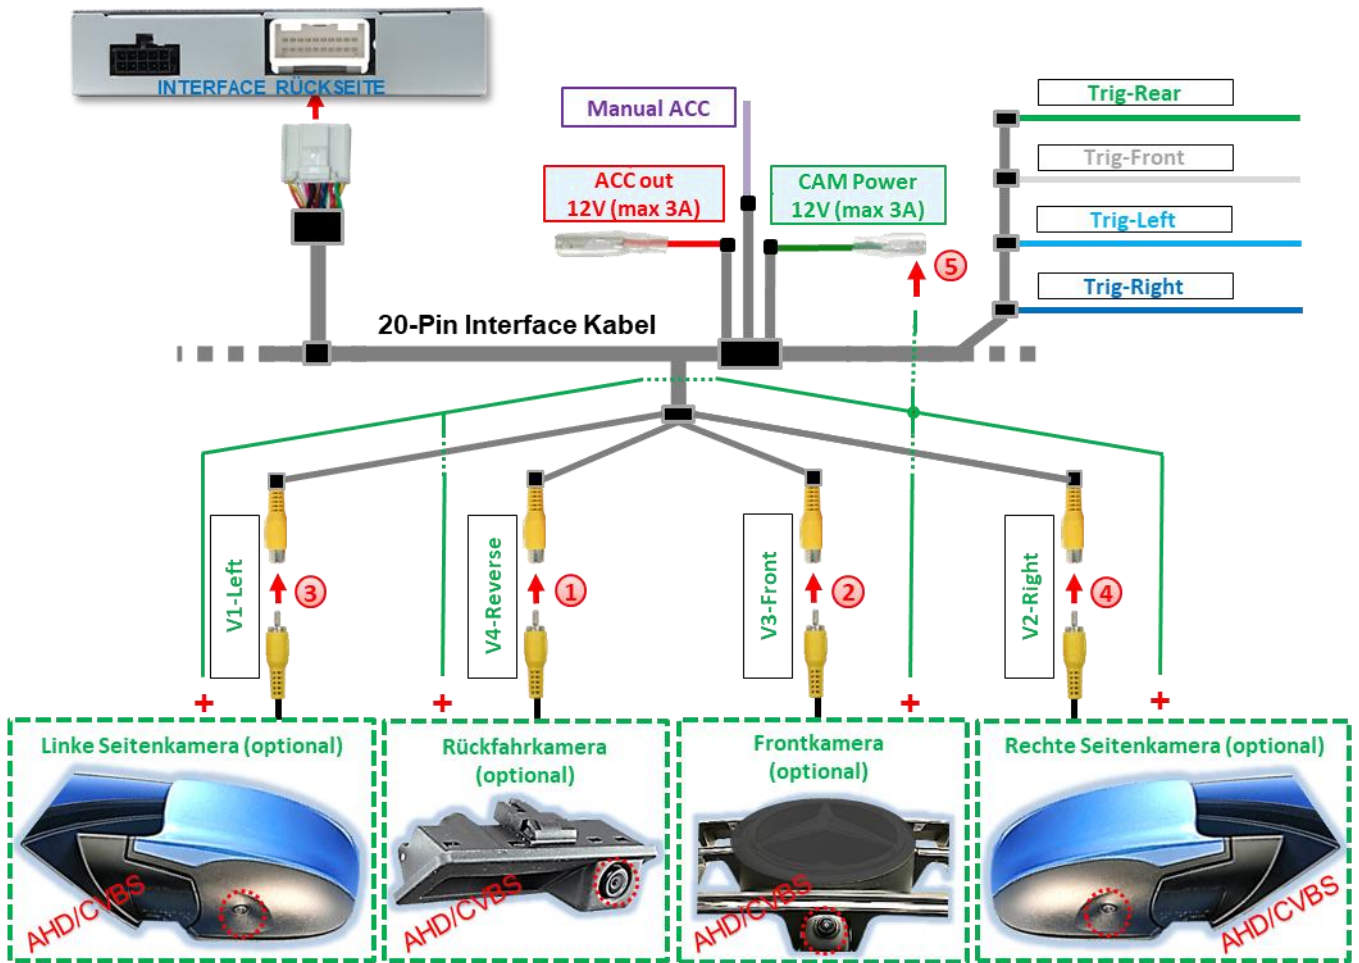 INTERFACE RÜCKSEITE
Manual ACC
ACC out
12V (max 3A)
CAM Power
12V (max 3A)
Trig-Rear
Trig-Front
Trig-Left
Trig-Right
5
20-Pin Interface Kabel
V1-Left
3
V4-Reverse
1
V3-Front
2
V2-Right
4
+
+
+
+
Linke Seitenkamera (optional)
AHD/CVBS
Rückfahrkamera
(optional)
AHD/CVBS
Frontkamera
(optional)
AHD/CVBS
Rechte Seitenkamera (optional)
AHD/CVBS